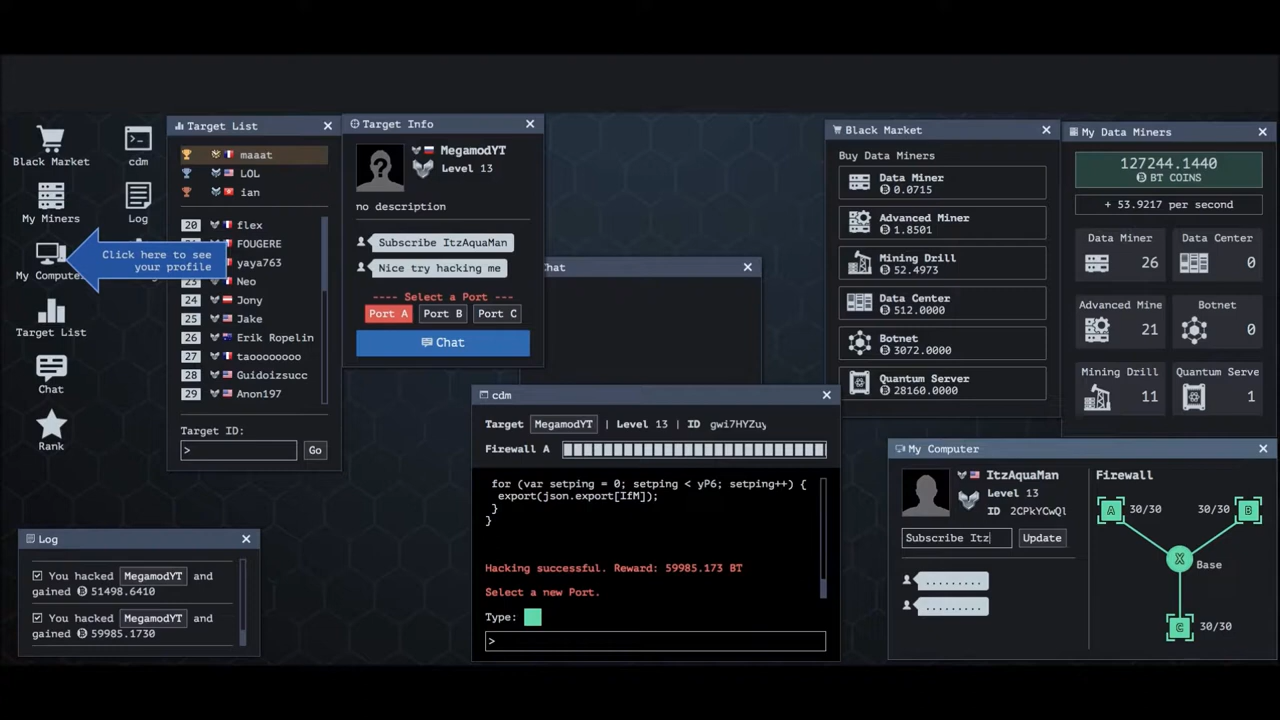 Black Market
cdm
My Miners
Log
My Compute
Click here to see
your profile
Target List
Chat
Rank
Target List
maaat
LOL
ian
20 flex
FOUGERE
yaya763
23 Neo
24 Jony
25 Jake
26 Erik Ropelin
27 taoooooooo
28 Guidoizsucc
29 Anon197
Target ID:
>
Go
Target Info
MegamodYT
Level 13
no description
Subscribe ItzAquaMan
Nice try hacking me
---- Select a Port ---
Port A
Port B
Port C
Chat
Chat
cdm
Target MegamodYT | Level 13 | ID gwi7HYZuy
Firewall A
for (var setping = 0; setping < yP6; setping++) {
export(json.export[IfM]);
}
}
Hacking successful. Reward: 59985.173 BT
Select a new Port.
Type:
>
Black Market
Buy Data Miners
Data Miner
0.0715
Advanced Miner
1.8501
Mining Drill
52.4973
Data Center
512.0000
Botnet
3072.0000
Quantum Server
28160.0000
My Data Miners
127244.1440
BT COINS
+ 53.9217 per second
Data Miner
26
Data Center
0
Advanced Mine
21
Botnet
0
Mining Drill
11
Quantum Serve
1
My Computer
ItzAquaMan
Level 13
ID 2CPkYCwQl
Subscribe Itz
Update
.........
.........
Firewall
A 30/30
30/30 B
X
Base
C 30/30
Log
You hacked MegamodYT and
gained 51498.6410
You hacked MegamodYT and
gained 59985.1730